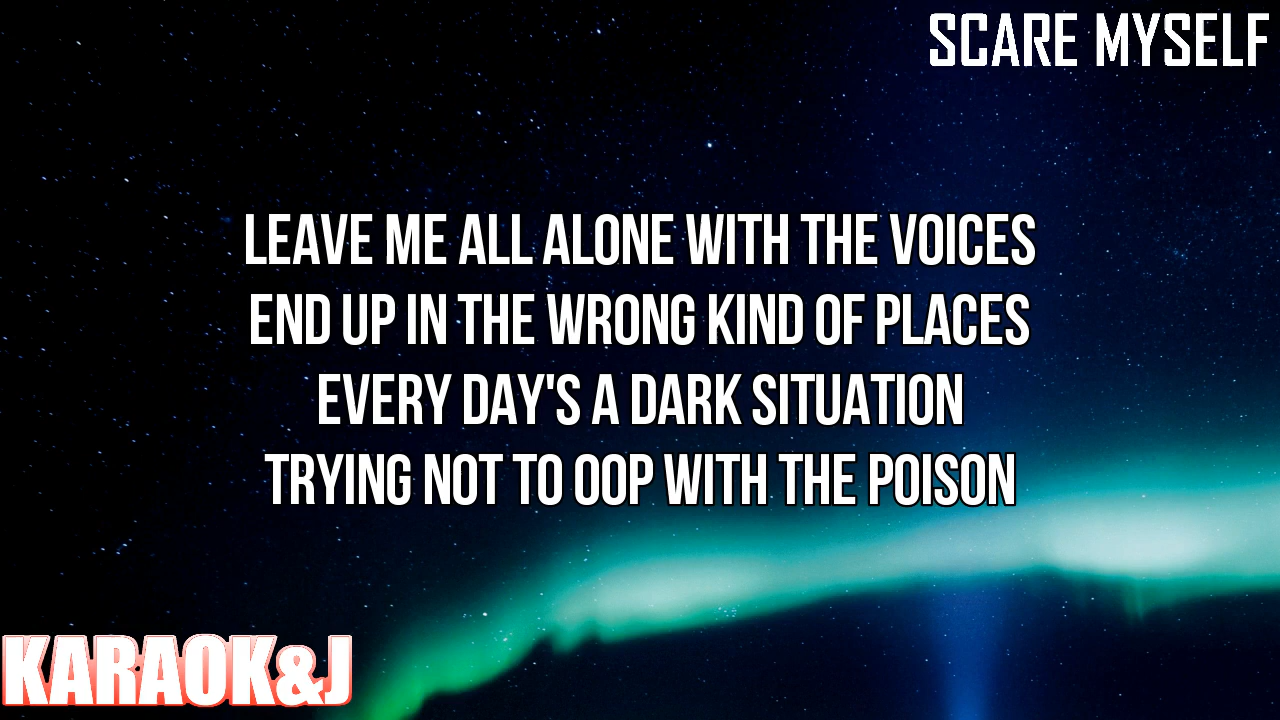 SCARE MYSELF
LEAVE ME ALL ALONE WITH THE VOICES
END UP IN THE WRONG KIND OF PLACES
EVERY DAY'S A DARK SITUATION
TRYING NOT TO OOP WITH THE POISON
KARAOK&J